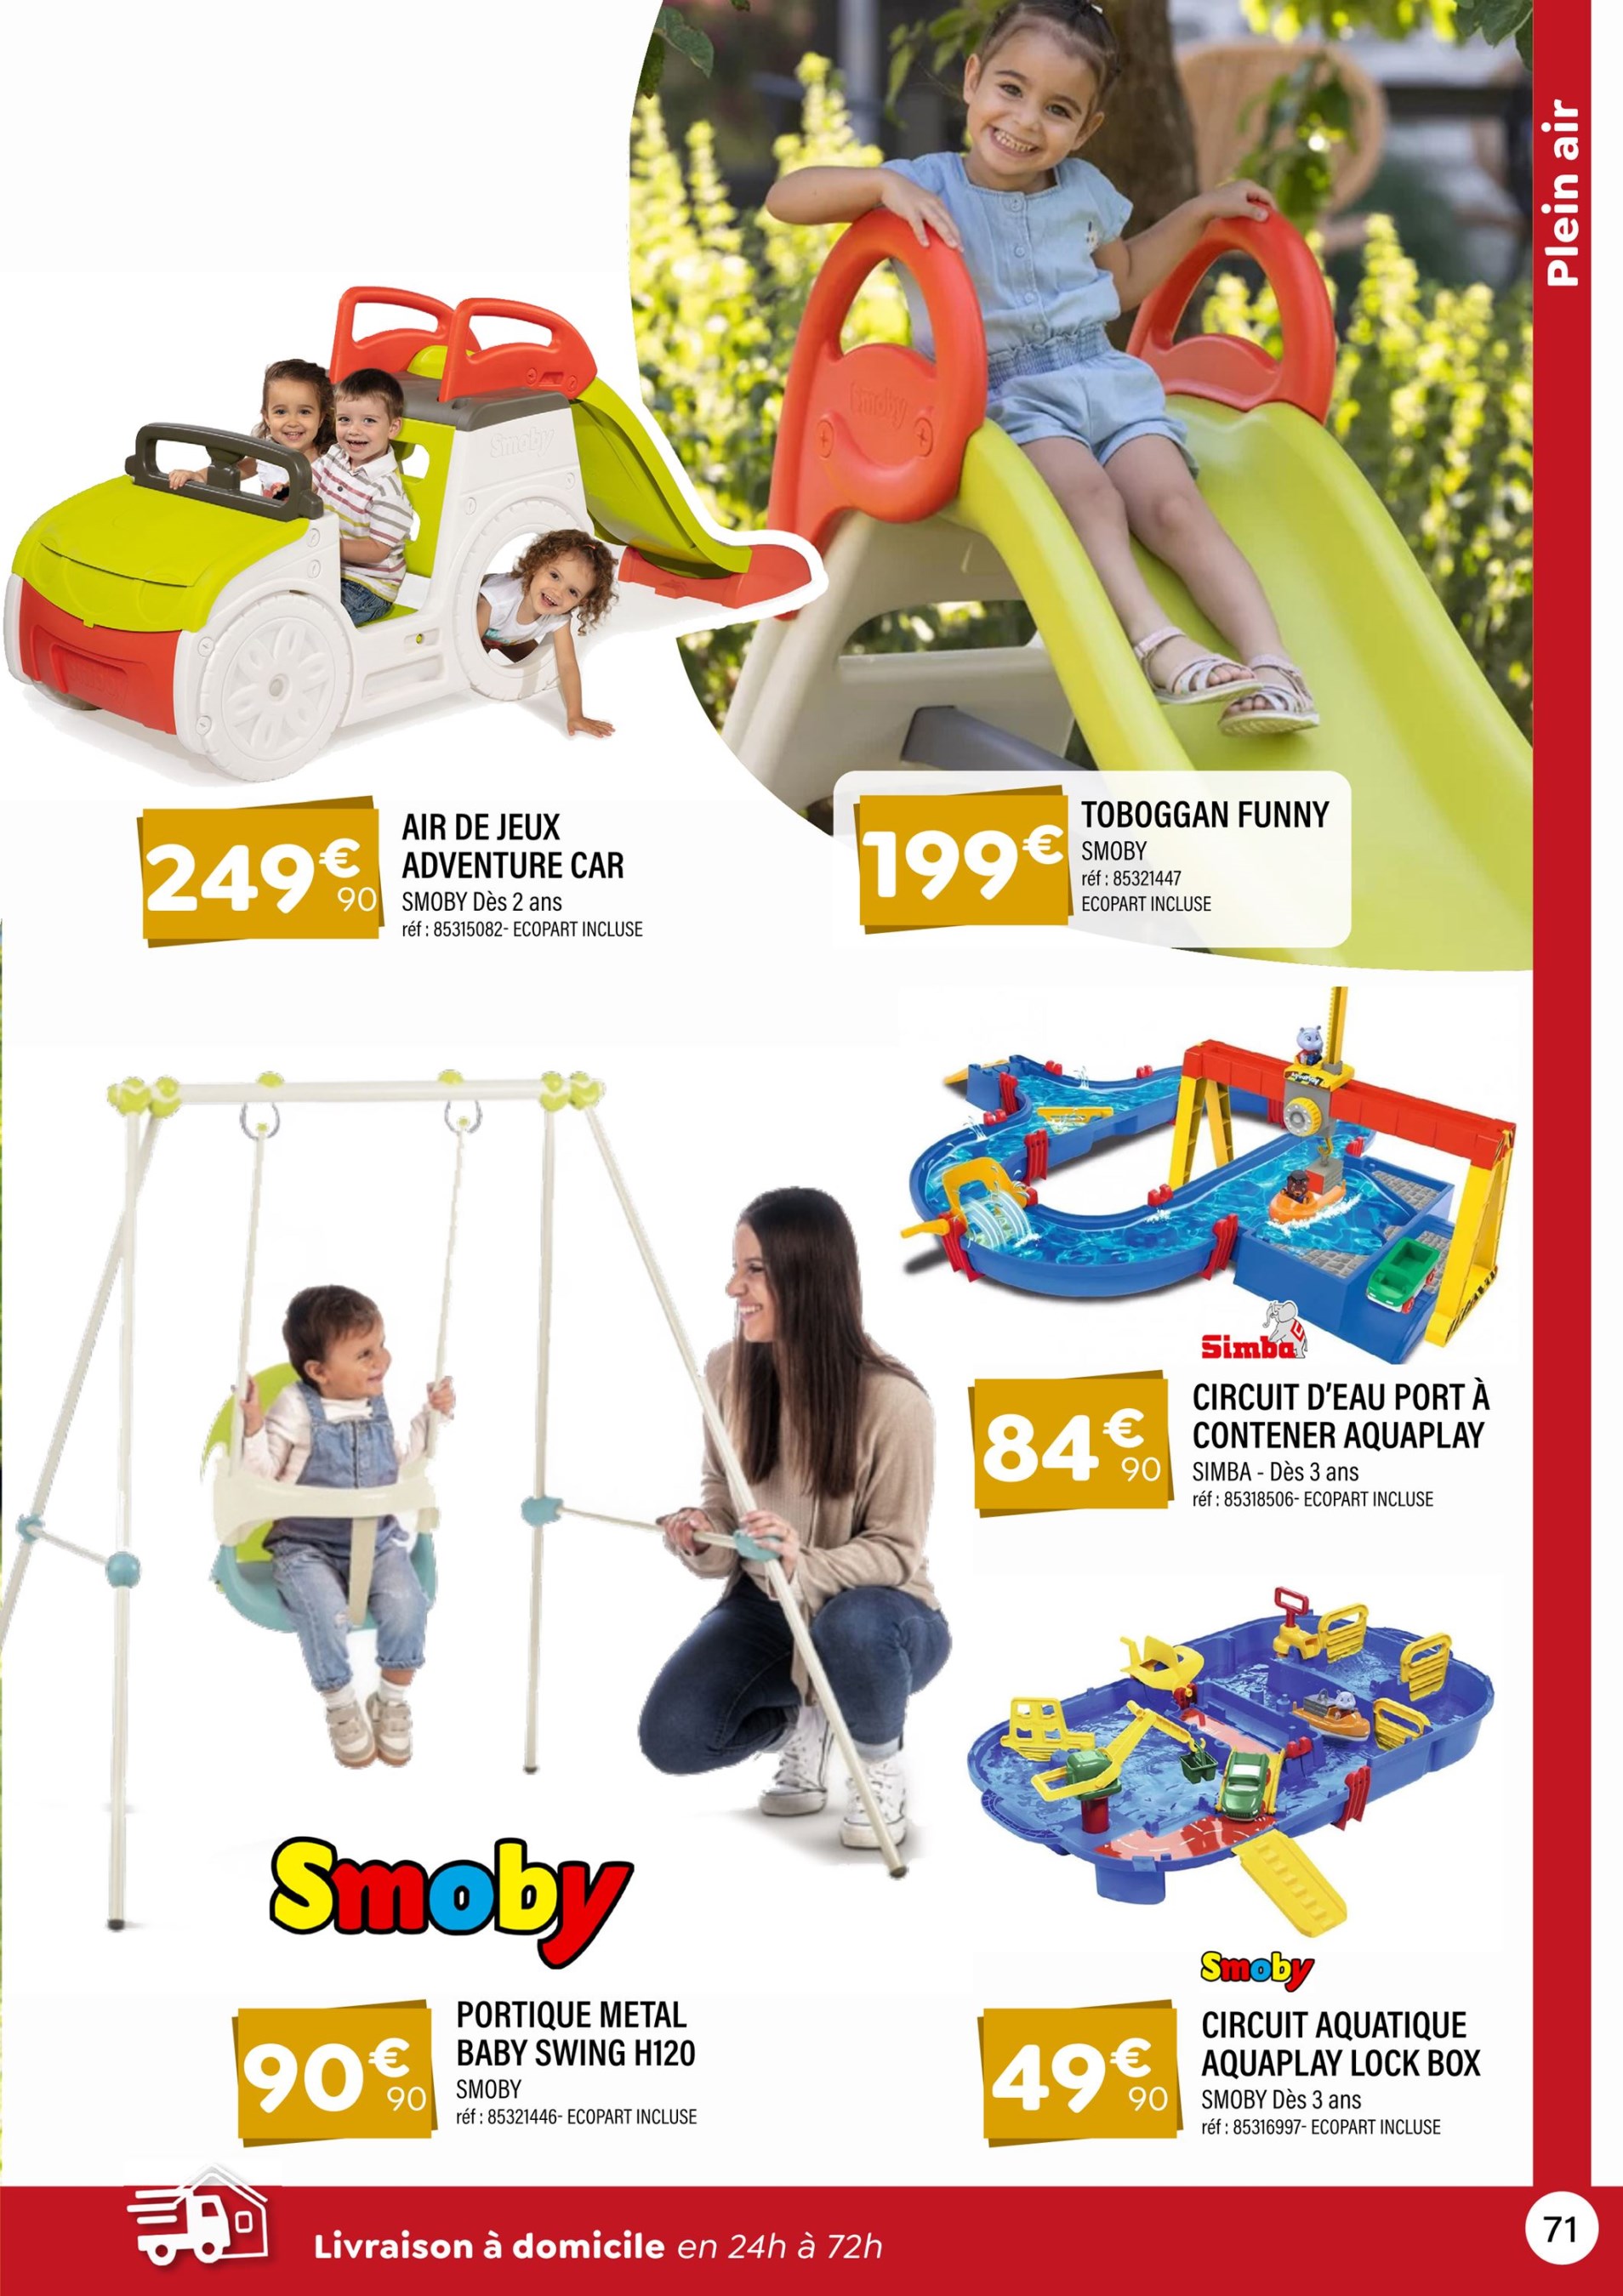 Plein air
Smoby
smoby
249€90
AIR DE JEUX
ADVENTURE CAR
SMOBY Dès 2 ans
réf : 85315082- ECOPART INCLUSE
199€
TOBOGGAN FUNNY
SMOBY
réf : 85321447
ECOPART INCLUSE
Simba
84€90
CIRCUIT D'EAU PORT À
CONTENER AQUAPLAY
SIMBA - Dès 3 ans
réf : 85318506- ECOPART INCLUSE
Smoby
90€90
PORTIQUE METAL
BABY SWING H120
SMOBY
réf : 85321446- ECOPART INCLUSE
Smoby
49€90
CIRCUIT AQUATIQUE
AQUAPLAY LOCK BOX
SMOBY Dès 3 ans
réf : 85316997- ECOPART INCLUSE
Livraison à domicile en 24h à 72h
71